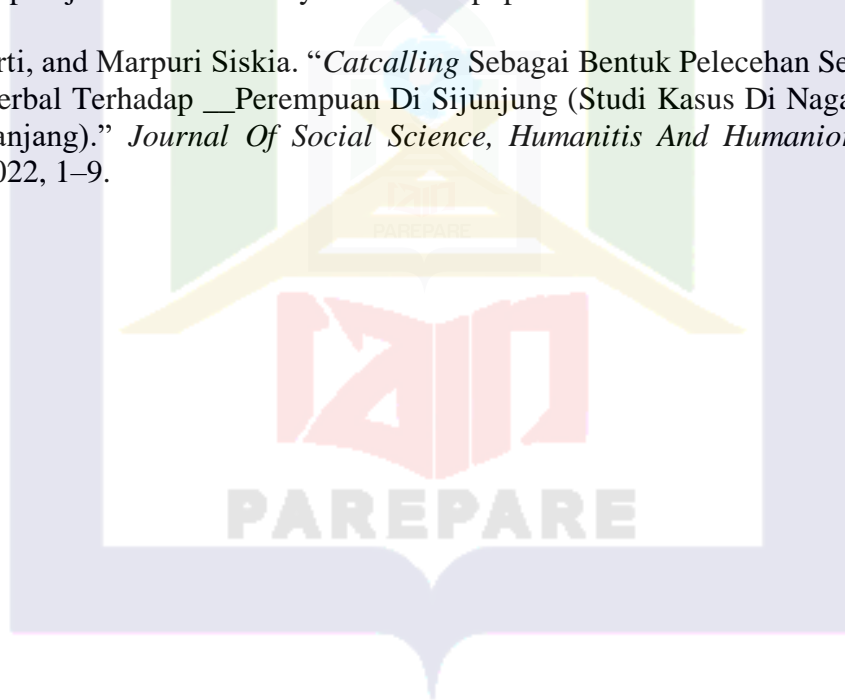 rti, and Marpuri Siskia. “Catcalling Sebagai Bentuk Pelecehan Se
erbal Terhadap __Perempuan Di Sijunjung (Studi Kasus Di Naga
anjang).” Journal Of Social Science, Humanitis And Humanior
022, 1–9.
PAREPARE
PAREPARE